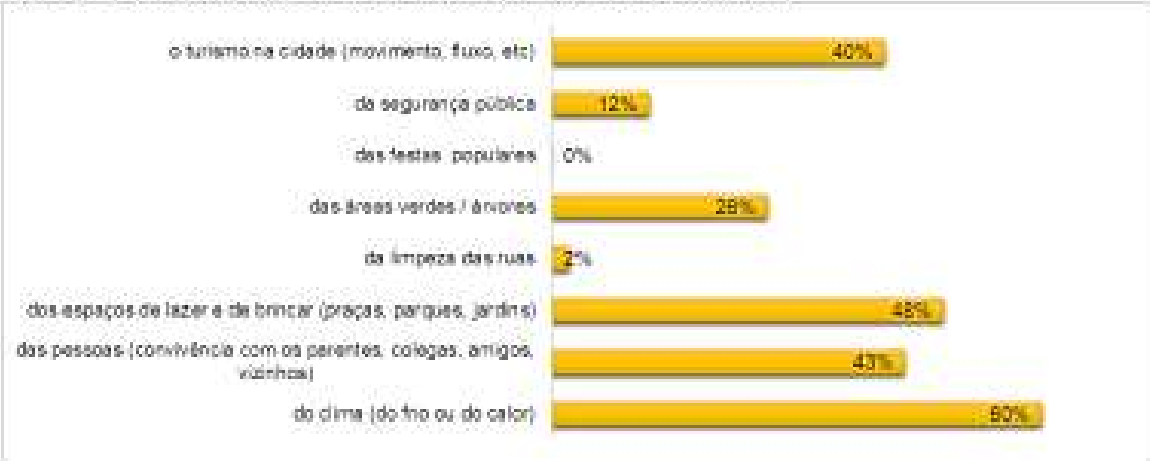 o turismo na cidade (movimento, fluxo, etc) 40%
da segurança pública 12%
das festas populares 0%
das áreas verdes / árvores 26%
da limpeza das ruas 2%
dos espaços de lazer e de brincar (praças, parques, jardins) 48%
das pessoas (convivência com os parentes, colegas, amigos,
vizinhos) 43%
do clima (do frio ou do calor) 60%